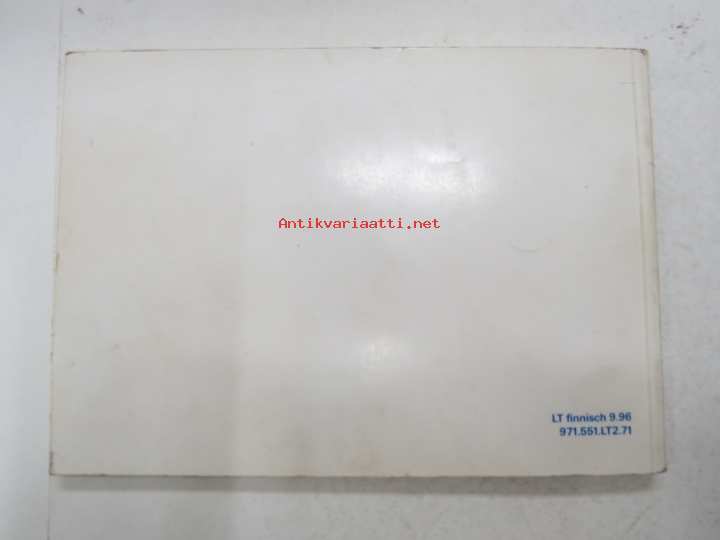 Antikvariaatti.net
LT finnisch 9.96
971.551.LT2.71